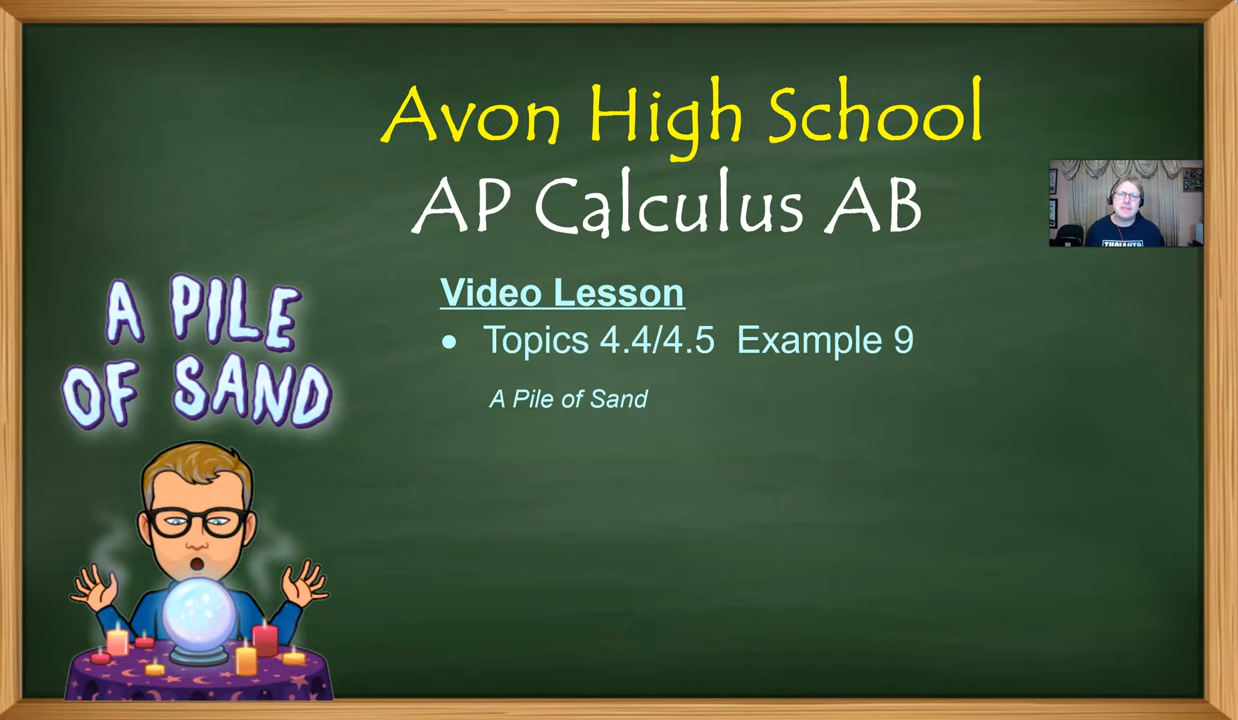 Avon High School
AP Calculus AB
Video Lesson
• Topics 4.4/4.5 Example 9
A Pile of Sand
A PILE
OF SAND